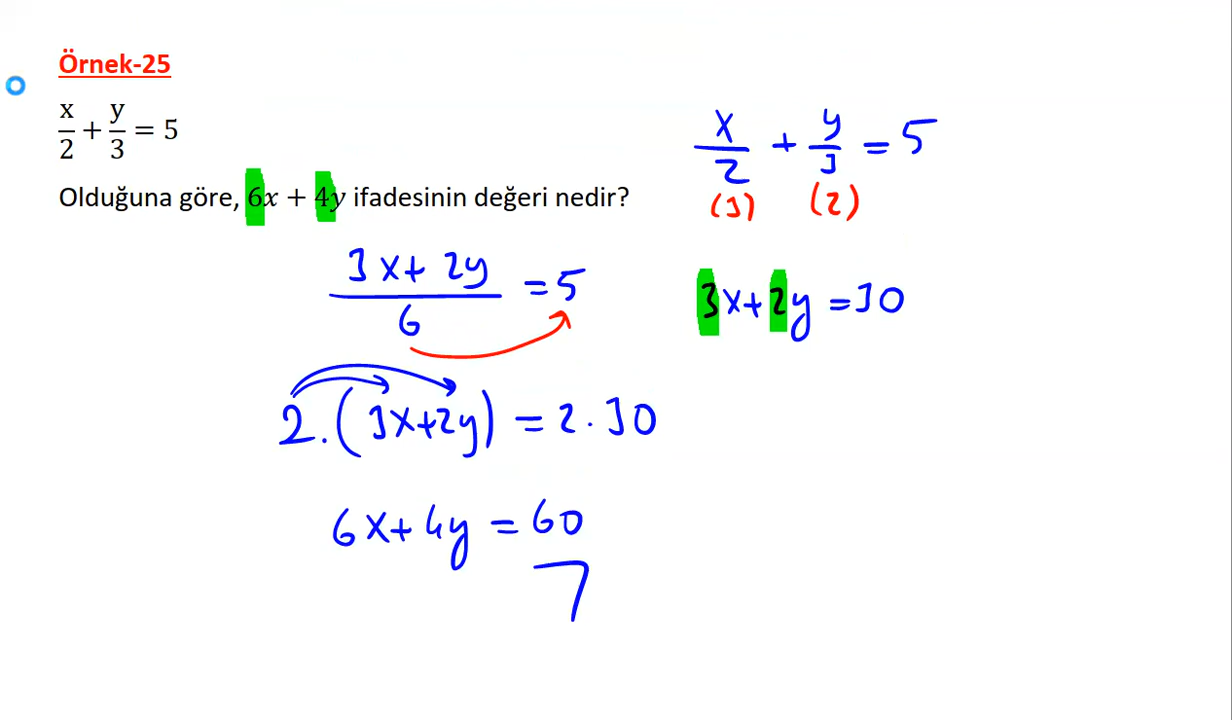 Örnek-25
x/2 + y/3 = 5
Olduğuna göre, 6x + 4y ifadesinin değeri nedir?
x/2 + y/3 = 5
(3) (2)
3x+2y/6 = 5
3x+2y=30
2.(3x+2y) = 2.30
6x+4y = 60